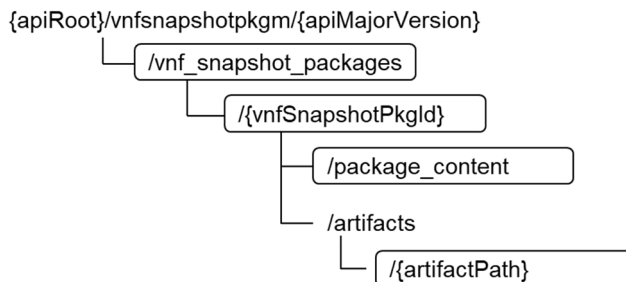 {apiRoot}/vnfsnapshotpkgm/{apiMajorVersion}
/vnf_snapshot_packages
/{vnfSnapshotPkgId}
/package_content
/artifacts
/{artifactPath}